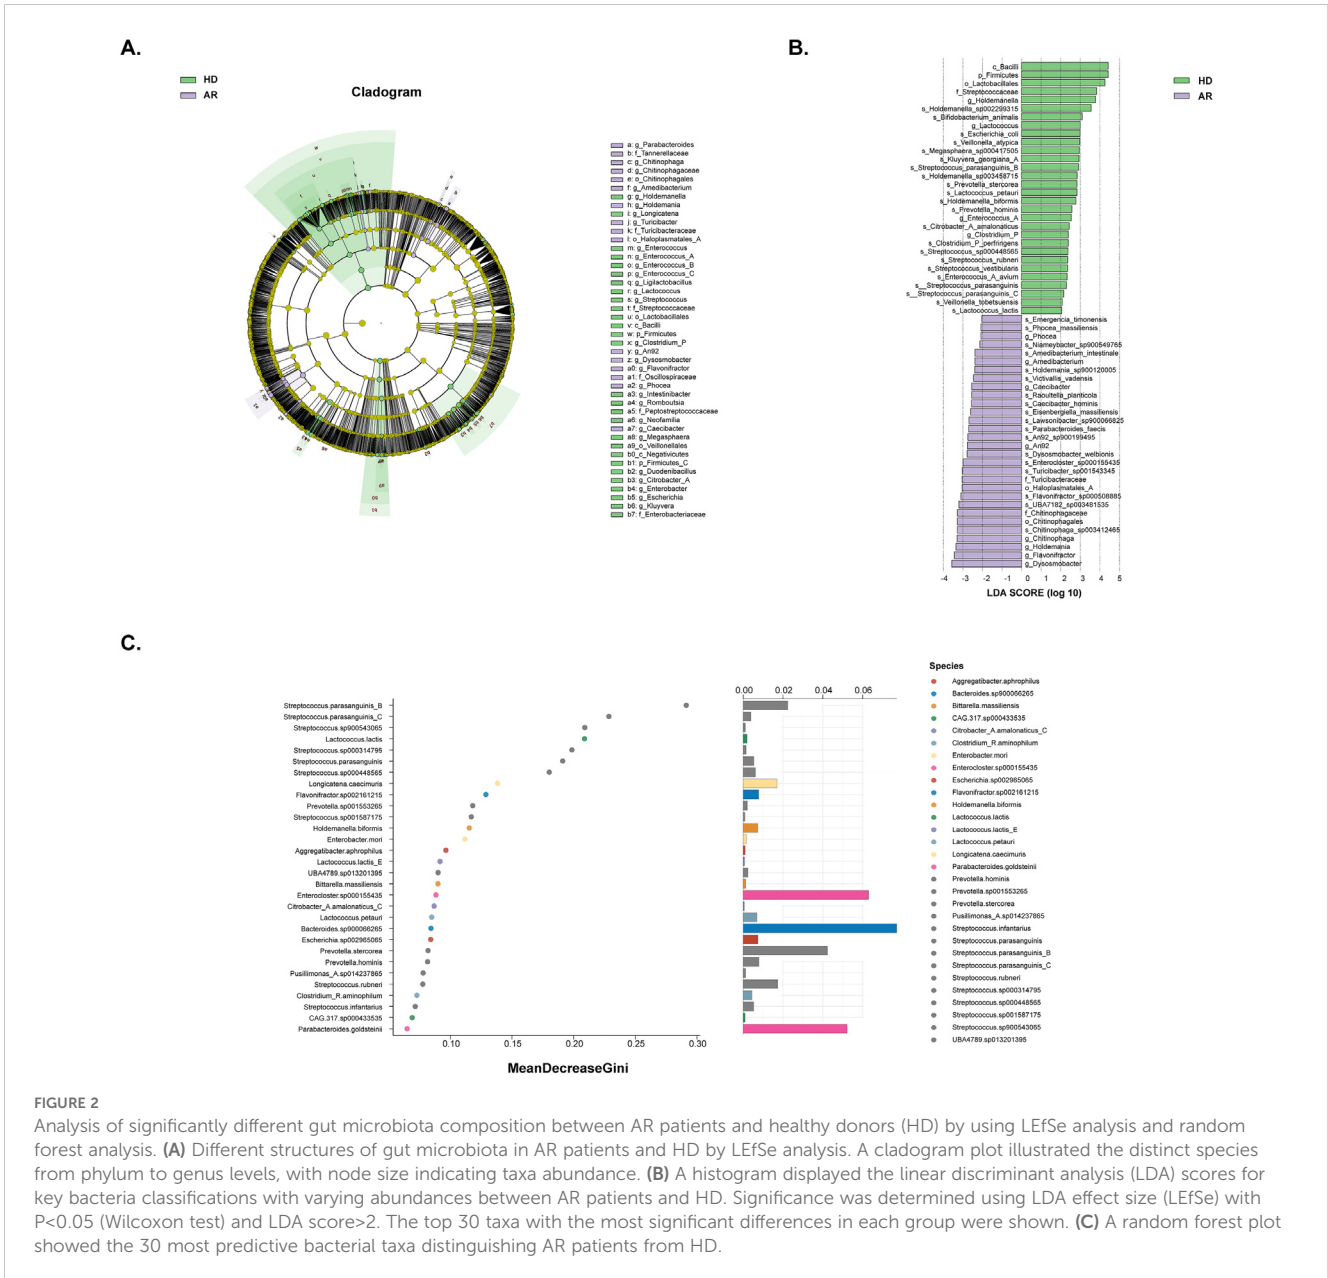 A.
HD
AR
Cladogram
a: g_Parabacteroides
b: f_Tannerellaceae
c: g_Chitinophaga
d: g_Chitinophagaceae
e: o_Chitinophagales
f: g_Amedibacterium
g: g_Holdemanella
h: g_Holdemania
i: g_Longicatena
j: g_Turicibacter
k: f_Turicibacteraceae
l: o_Haloplasmatales_A
m: g_Enterococcus
n: g_Enterococcus_A
o: g_Enterococcus_B
p: g_Enterococcus_C
q: g_Ligilactobacillus
r: g_Lactococcus
s: g_Streptococcus
t: f_Streptococcaceae
u: o_Lactobacillales
v: c_Bacilli
w: p_Firmicutes
x: g_Clostridium_P
y: g_An92
z: g_Dysosmobacter
a0: g_Flavonifractor
a1: f_Oscillospiraceae
a2: g_Phocea
a3: g_Intestinibacter
a4: g_Romboutsia
a5: f_Peptostreptococcaceae
a6: g_Neofamilia
a7: g_Caecibacter
a8: g_Megasphaera
a9: o_Veillonellales
b0: c_Negativicutes
b1: p_Firmicutes_C
b2: g_Duodenibacillus
b3: g_Citrobacter_A
b4: g_Enterobacter
b5: g_Escherichia
b6: g_Kluyvera
b7: f_Enterobacteriaceae
B.
HD
AR
c_Bacilli
p_Firmicutes
o_Lactobacillales
f_Streptococcaceae
g_Holdemanella
s_Holdemanella_sp002299315
s_Bifidobacterium_animalis
g_Lactococcus
s_Escherichia_coli
s_Veillonella_atypica
s_Megasphaera_sp000417505
s_Kluyvera_georgiana_A
s_Streptococcus_parasanguinis_B
s_Holdemanella_sp003458715
s_Prevotella_stercorea
s_Lactococcus_petauri
s_Holdemanella_biformis
s_Prevotella_hominis
g_Enterococcus_A
s_Citrobacter_A_amalonaticus
g_Clostridium_P
s_Clostridium_P_perfringens
s_Streptococcus_sp000448565
s_Streptococcus_rubneri
s_Streptococcus_vestibularis
s_Enterococcus_A_avium
s__Streptococcus_parasanguinis
s__Streptococcus_parasanguinis_C
s_Veillonella_tobetsuensis
s_Lactococcus_lactis
s_Emergencia_timonensis
s_Phocea_massiliensis
g_Phocea
s_Niameybacter_sp900549765
s_Amedibacterium_intestinale
g_Amedibacterium
s_Holdemania_sp900120005
s_Victivallis_vadensis
g_Caecibacter
s_Raoultella_planticola
s_Caecibacter_hominis
s_Eisenbergiella_massiliensis
s_Lawsonibacter_sp900066825
s_Parabacteroides_faecis
s_An92_sp900199495
g_An92
s_Dysosmobacter_welbionis
s_Enterocloster_sp000155435
s_Turicibacter_sp001543345
f_Turicibacteraceae
o_Haloplasmatales_A
s_Flavonifractor_sp000508885
s_UBA7182_sp003481535
f_Chitinophagaceae
o_Chitinophagales
s_Chitinophaga_sp003412465
g_Chitinophaga
g_Holdemania
g_Flavonifractor
g_Dysosmobacter
-4 -3 -2 -1 0 1 2 3 4 5
LDA SCORE (log 10)
C.
Streptococcus.parasanguinis_B
Streptococcus.parasanguinis_C
Streptococcus.sp900543065
Lactococcus.lactis
Streptococcus.sp000314795
Streptococcus.parasanguinis
Streptococcus.sp000448565
Longicatena.caecimuris
Flavonifractor.sp002161215
Prevotella.sp001553265
Streptococcus.sp001587175
Holdemanella.biformis
Enterobacter.mori
Aggregatibacter.aphrophilus
Lactococcus.lactis_E
UBA4789.sp013201395
Bittarella.massiliensis
Enterocloster.sp000155435
Citrobacter_A.amalonaticus_C
Lactococcus.petauri
Bacteroides.sp900066265
Escherichia.sp002965065
Prevotella.stercorea
Prevotella.hominis
Pusillimonas_A.sp014237865
Streptococcus.rubneri
Clostridium_R.aminophilum
Streptococcus.infantarius
CAG.317.sp000433535
Parabacteroides.goldsteinii
0.10 0.15 0.20 0.25 0.30
MeanDecreaseGini
0.00 0.02 0.04 0.06
Species
Aggregatibacter.aphrophilus
Bacteroides.sp900066265
Bittarella.massiliensis
CAG.317.sp000433535
Citrobacter_A.amalonaticus_C
Clostridium_R.aminophilum
Enterobacter.mori
Enterocloster.sp000155435
Escherichia.sp002965065
Flavonifractor.sp002161215
Holdemanella.biformis
Lactococcus.lactis
Lactococcus.lactis_E
Lactococcus.petauri
Longicatena.caecimuris
Parabacteroides.goldsteinii
Prevotella.hominis
Prevotella.sp001553265
Prevotella.stercorea
Pusillimonas_A.sp014237865
Streptococcus.infantarius
Streptococcus.parasanguinis
Streptococcus.parasanguinis_B
Streptococcus.parasanguinis_C
Streptococcus.rubneri
Streptococcus.sp000314795
Streptococcus.sp000448565
Streptococcus.sp001587175
Streptococcus.sp900543065
UBA4789.sp013201395
FIGURE 2
Analysis of significantly different gut microbiota composition between AR patients and healthy donors (HD) by using LEfSe analysis and random
forest analysis. (A) Different structures of gut microbiota in AR patients and HD by LEfSe analysis. A cladogram plot illustrated the distinct species
from phylum to genus levels, with node size indicating taxa abundance. (B) A histogram displayed the linear discriminant analysis (LDA) scores for
key bacteria classifications with varying abundances between AR patients and HD. Significance was determined using LDA effect size (LEfSe) with
P<0.05 (Wilcoxon test) and LDA score>2. The top 30 taxa with the most significant differences in each group were shown. (C) A random forest plot
showed the 30 most predictive bacterial taxa distinguishing AR patients from HD.